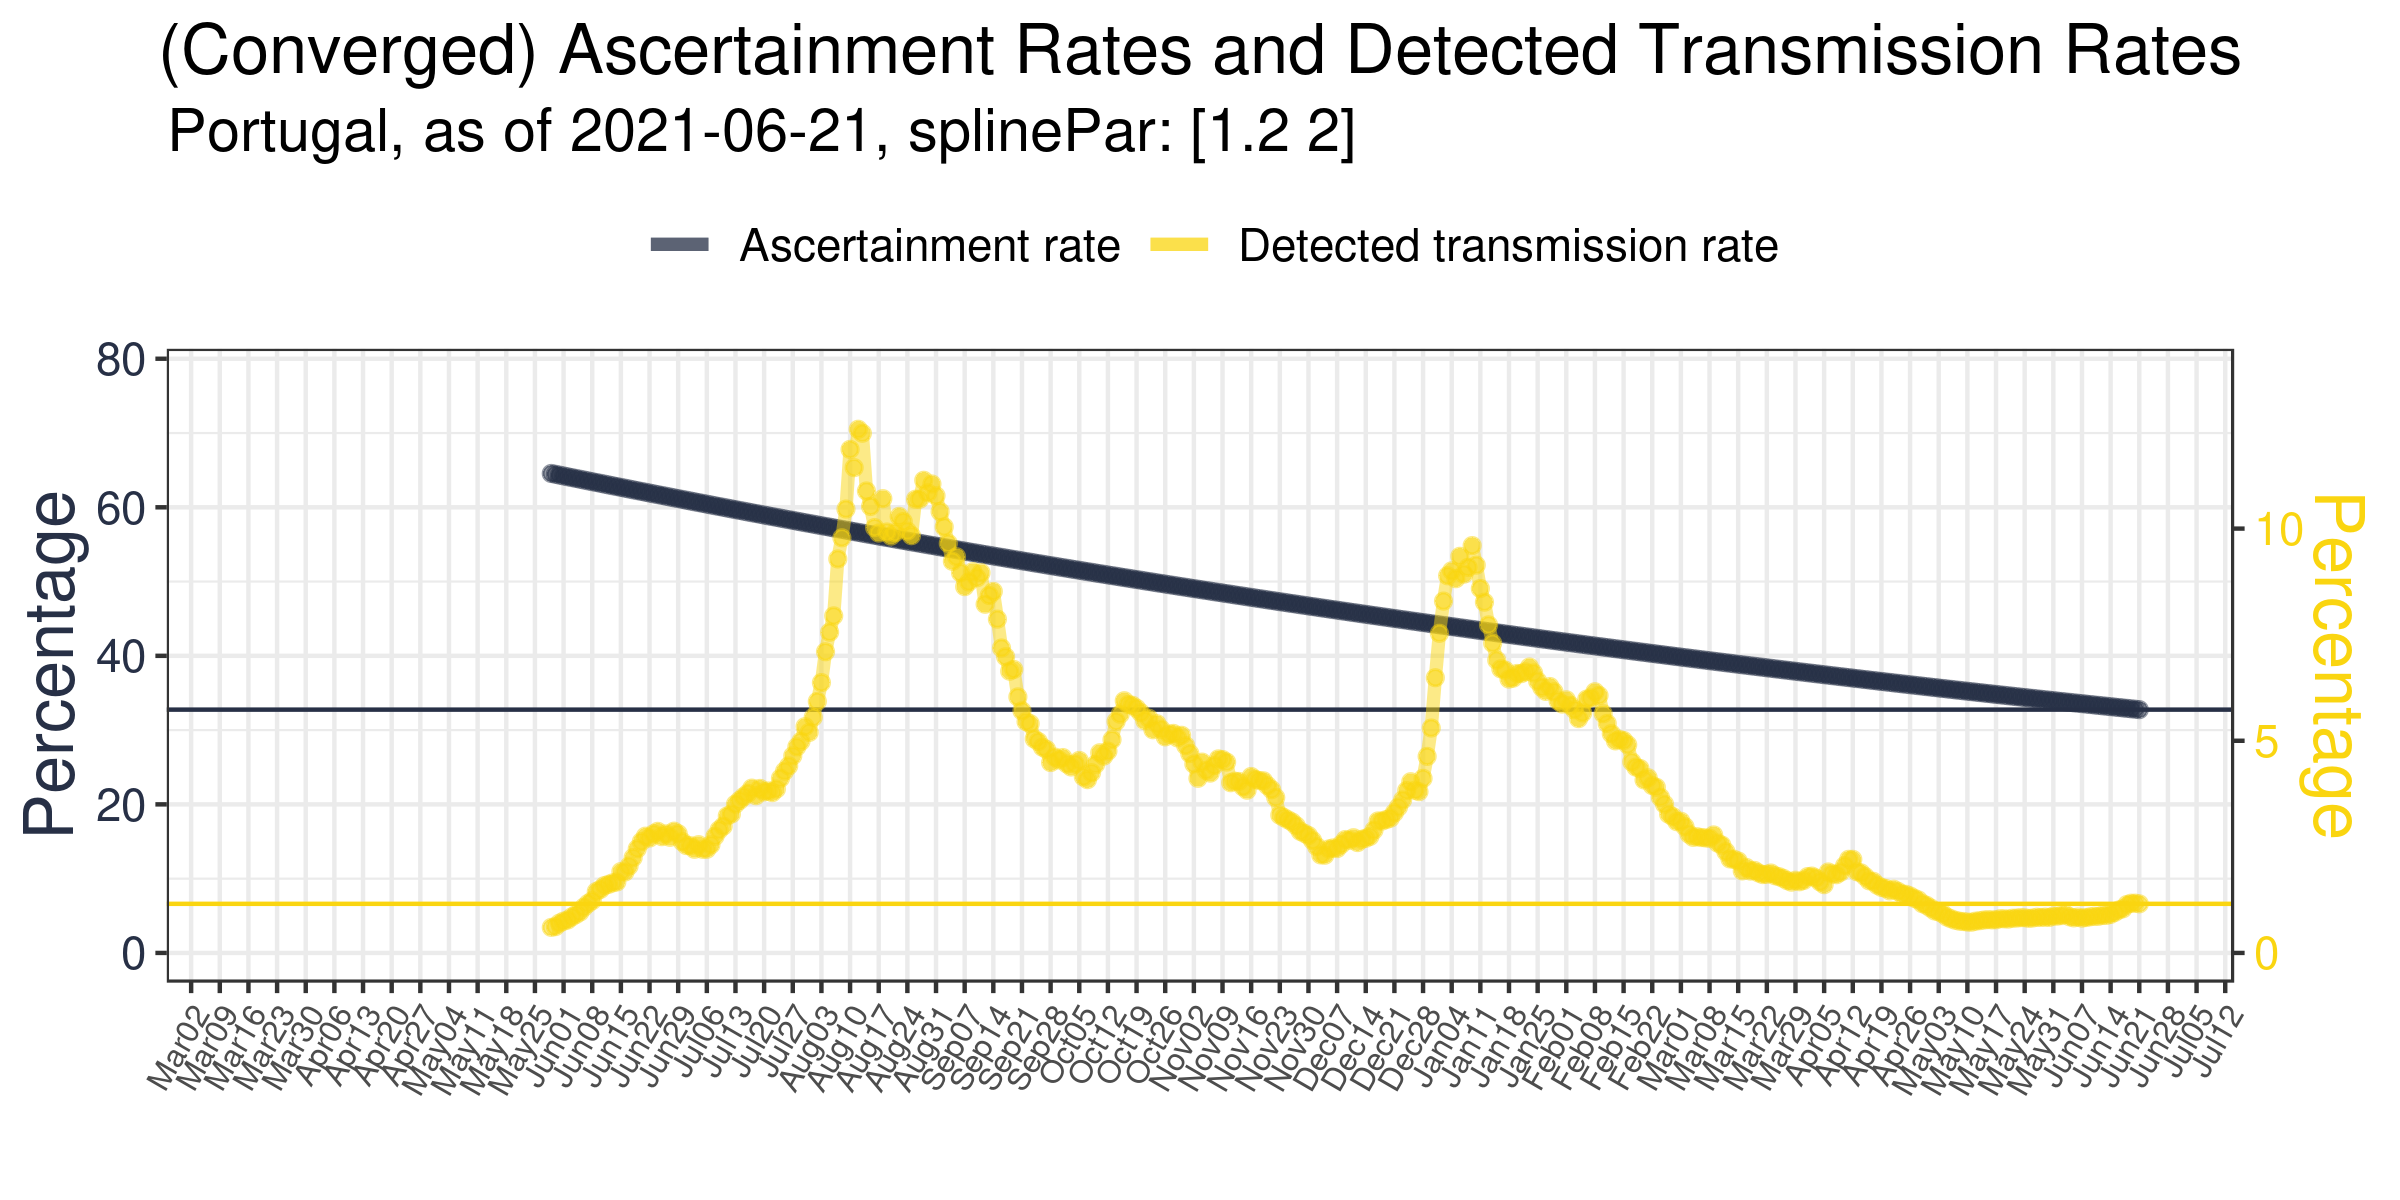 (Converged) Ascertainment Rates and Detected Transmission Rates
Portugal, as of 2021-06-21, splinePar: [1.2 2]
Ascertainment rate
Detected transmission rate
Percentage
80
60
40
20
0
10
5
0
Percentage
Mar02
Mar09
Mar16
Mar23
Mar30
Apr06
Apr13
Apr20
Apr27
May04
May11
May18
May25
Jun01
Jun08
Jun15
Jun22
Jun29
Jul06
Jul13
Jul20
Jul27
Aug03
Aug10
Aug17
Aug24
Aug31
Sep07
Sep14
Sep21
Sep28
Oct05
Oct12
Oct19
Oct26
Nov02
Nov09
Nov16
Nov23
Nov30
Dec07
Dec14
Dec21
Dec28
Jan04
Jan11
Jan18
Jan25
Feb01
Feb08
Feb15
Feb22
Mar01
Mar08
Mar15
Mar22
Mar29
Apr05
Apr12
Apr19
Apr26
May03
May10
May17
May24
May31
Jun07
Jun14
Jun21
Jun28
Jul05
Jul12